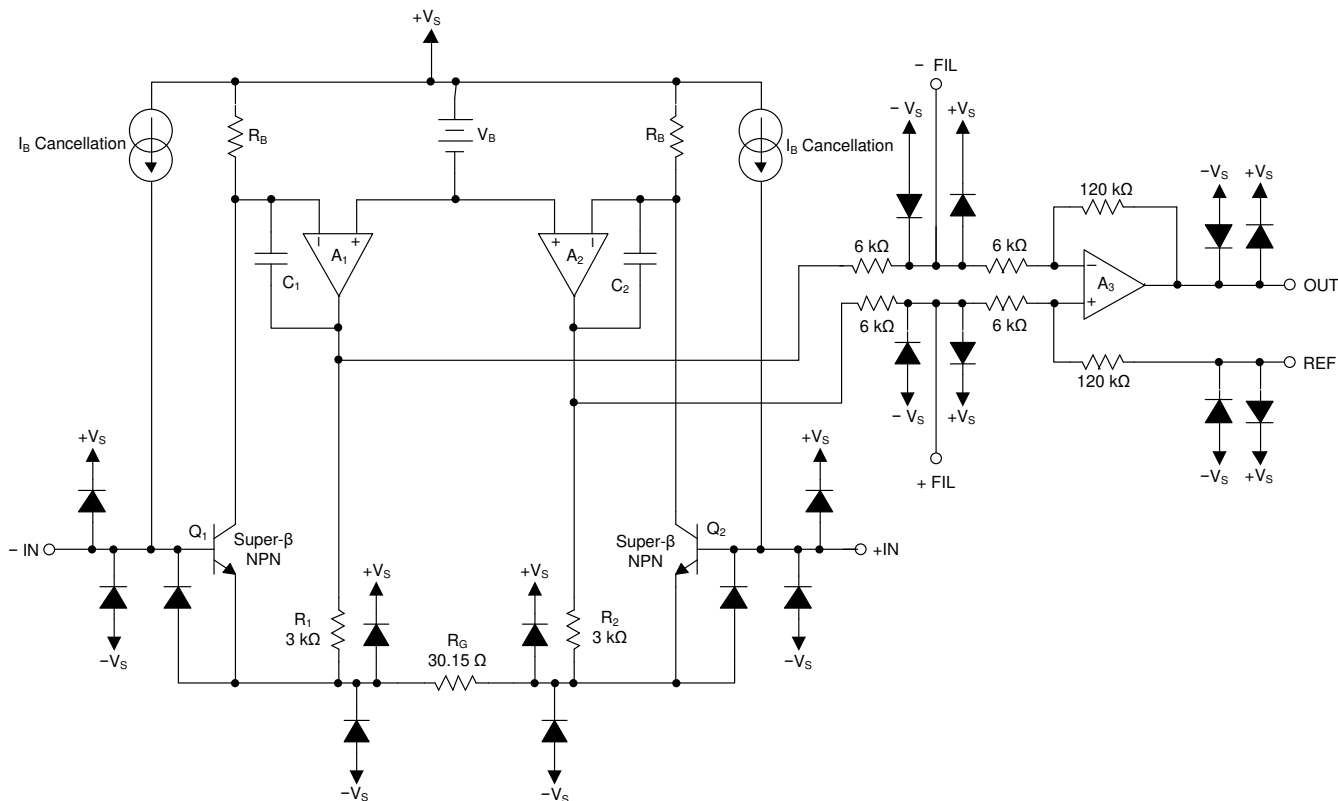 +VS
− FIL
− VS
+VS
IB Cancellation
RB
VB
RB
IB Cancellation
−VS
+VS
120 kΩ
− +
A1
C1
+ −
A2
C2
6 kΩ
6 kΩ
−
A3
+
OUT
6 kΩ
6 kΩ
120 kΩ
REF
− VS
+VS
+ FIL
−VS
+VS
+VS
+VS
− IN
Q1
Super-β
NPN
Q2
Super-β
NPN
+IN
+VS
+VS
R1
3 kΩ
R2
3 kΩ
RG
30.15 Ω
−VS
−VS
−VS
−VS